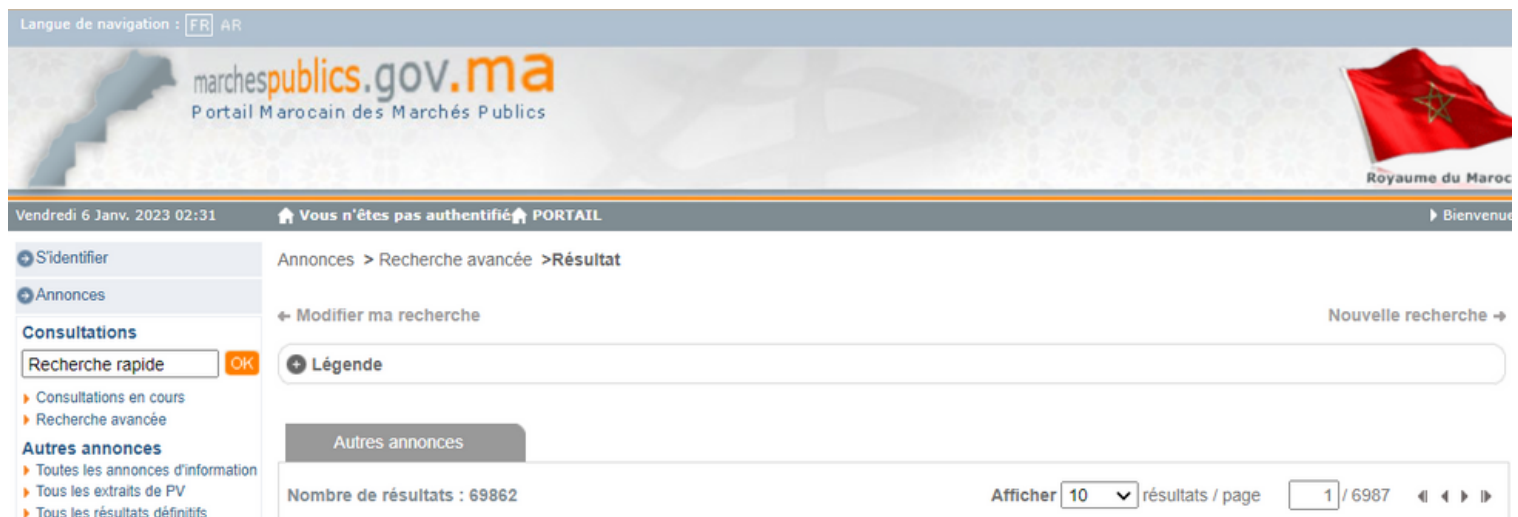 Langue de navigation : FR AR
marchespublics.gov.ma
Portail Marocain des Marchés Publics
Royaume du Maroc
Vendredi 6 Janv. 2023 02:31 Vous n'êtes pas authentifié PORTAIL Bienvenue
S'identifier
Annonces
Consultations
Recherche rapide OK
Consultations en cours
Recherche avancée
Autres annonces
Toutes les annonces d'information
Tous les extraits de PV
Tous les résultats définitifs
Annonces > Recherche avancée >Résultat
Modifier ma recherche Nouvelle recherche
Légende
Autres annonces
Nombre de résultats : 69862 Afficher 10 résultats / page 1 / 6987